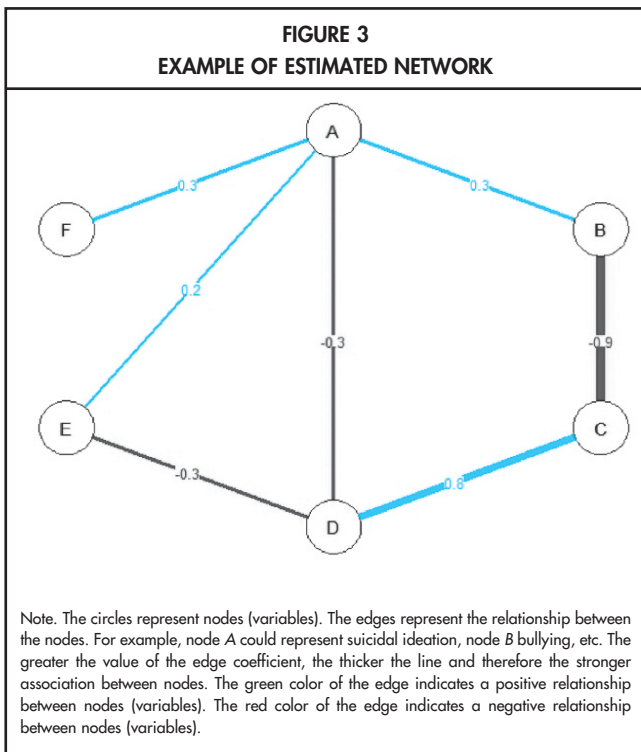 FIGURE 3
EXAMPLE OF ESTIMATED NETWORK
A
0.3
0.3
F
B
0.2
-0.3
-0.9
E
C
-0.3
0.8
D
Note. The circles represent nodes (variables). The edges represent the relationship between
the nodes. For example, node A could represent suicidal ideation, node B bullying, etc. The
greater the value of the edge coefficient, the thicker the line and therefore the stronger
association between nodes. The green color of the edge indicates a positive relationship
between nodes (variables). The red color of the edge indicates a negative relationship
between nodes (variables).